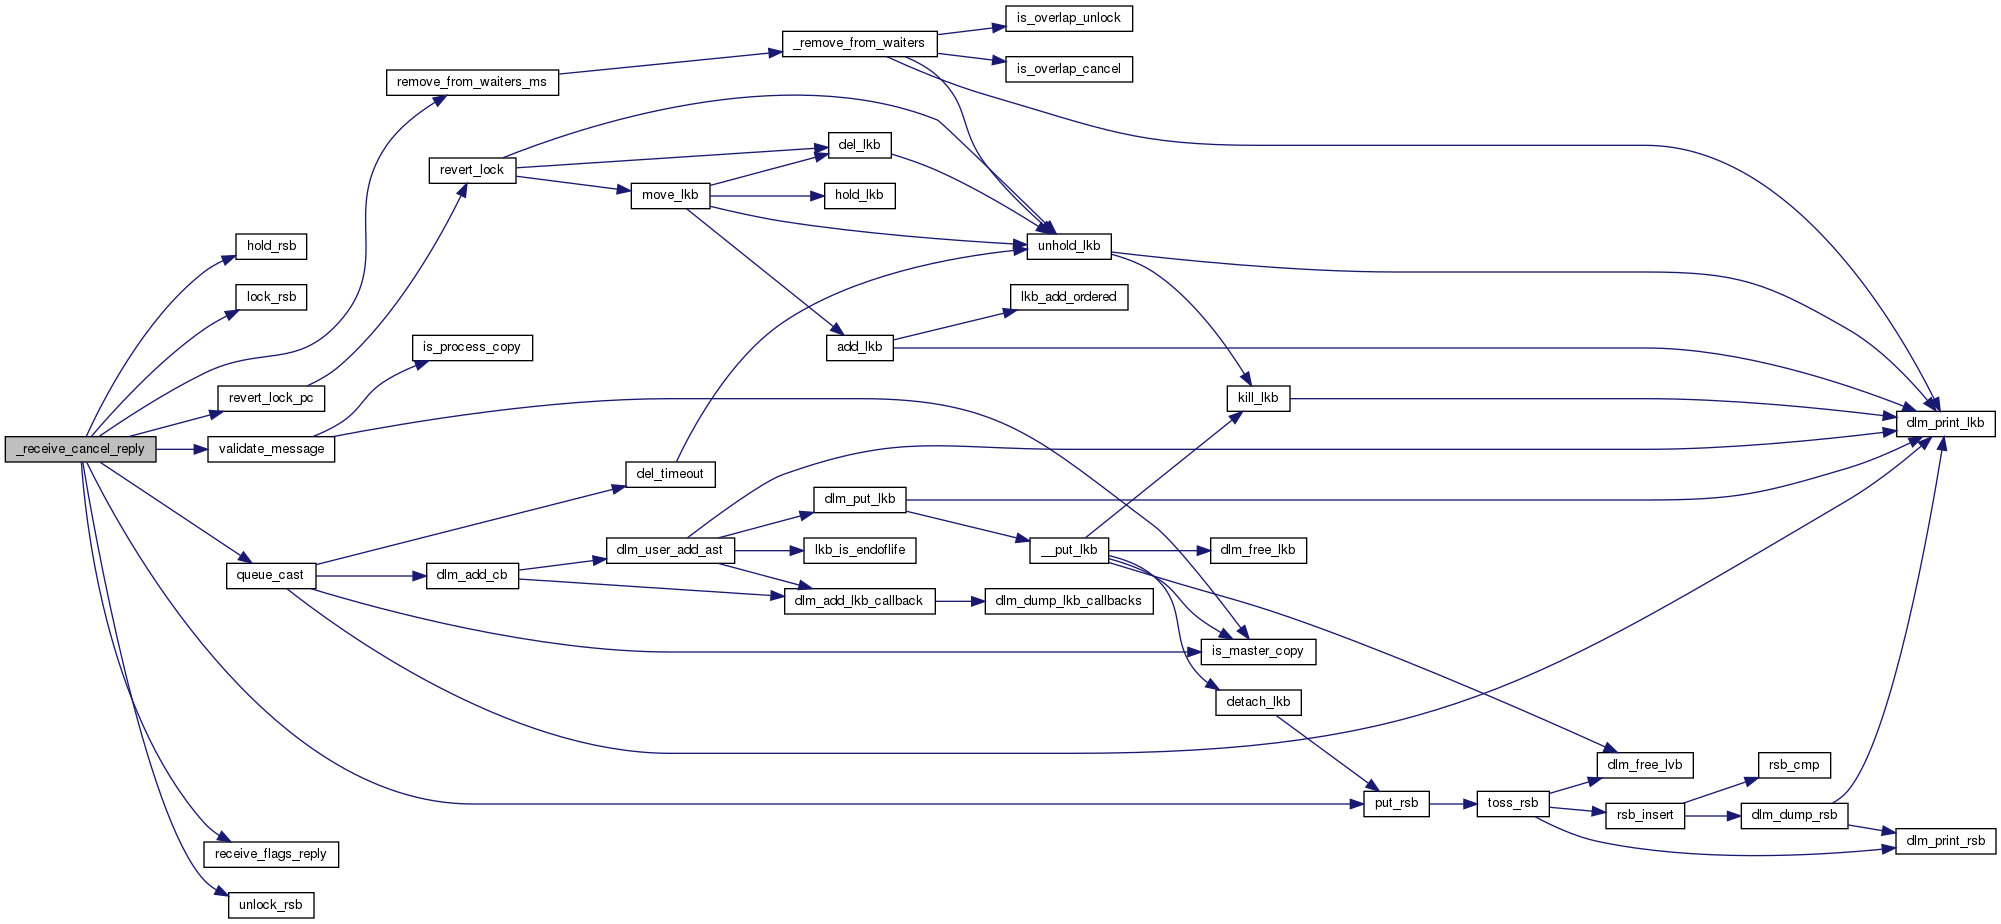 is_overlap_unlock
_remove_from_waiters
is_overlap_cancel
remove_from_waiters_ms
del_lkb
revert_lock
move_lkb
hold_lkb
hold_rsb
unhold_lkb
lock_rsb
lkb_add_ordered
is_process_copy
add_lkb
revert_lock_pc
kill_lkb
dlm_print_lkb
_receive_cancel_reply
validate_message
del_timeout
dlm_put_lkb
dlm_user_add_ast
lkb_is_endoflife
__put_lkb
dlm_free_lkb
queue_cast
dlm_add_cb
dlm_add_lkb_callback
dlm_dump_lkb_callbacks
is_master_copy
detach_lkb
dlm_free_lvb
rsb_cmp
put_rsb
toss_rsb
rsb_insert
dlm_dump_rsb
dlm_print_rsb
receive_flags_reply
unlock_rsb